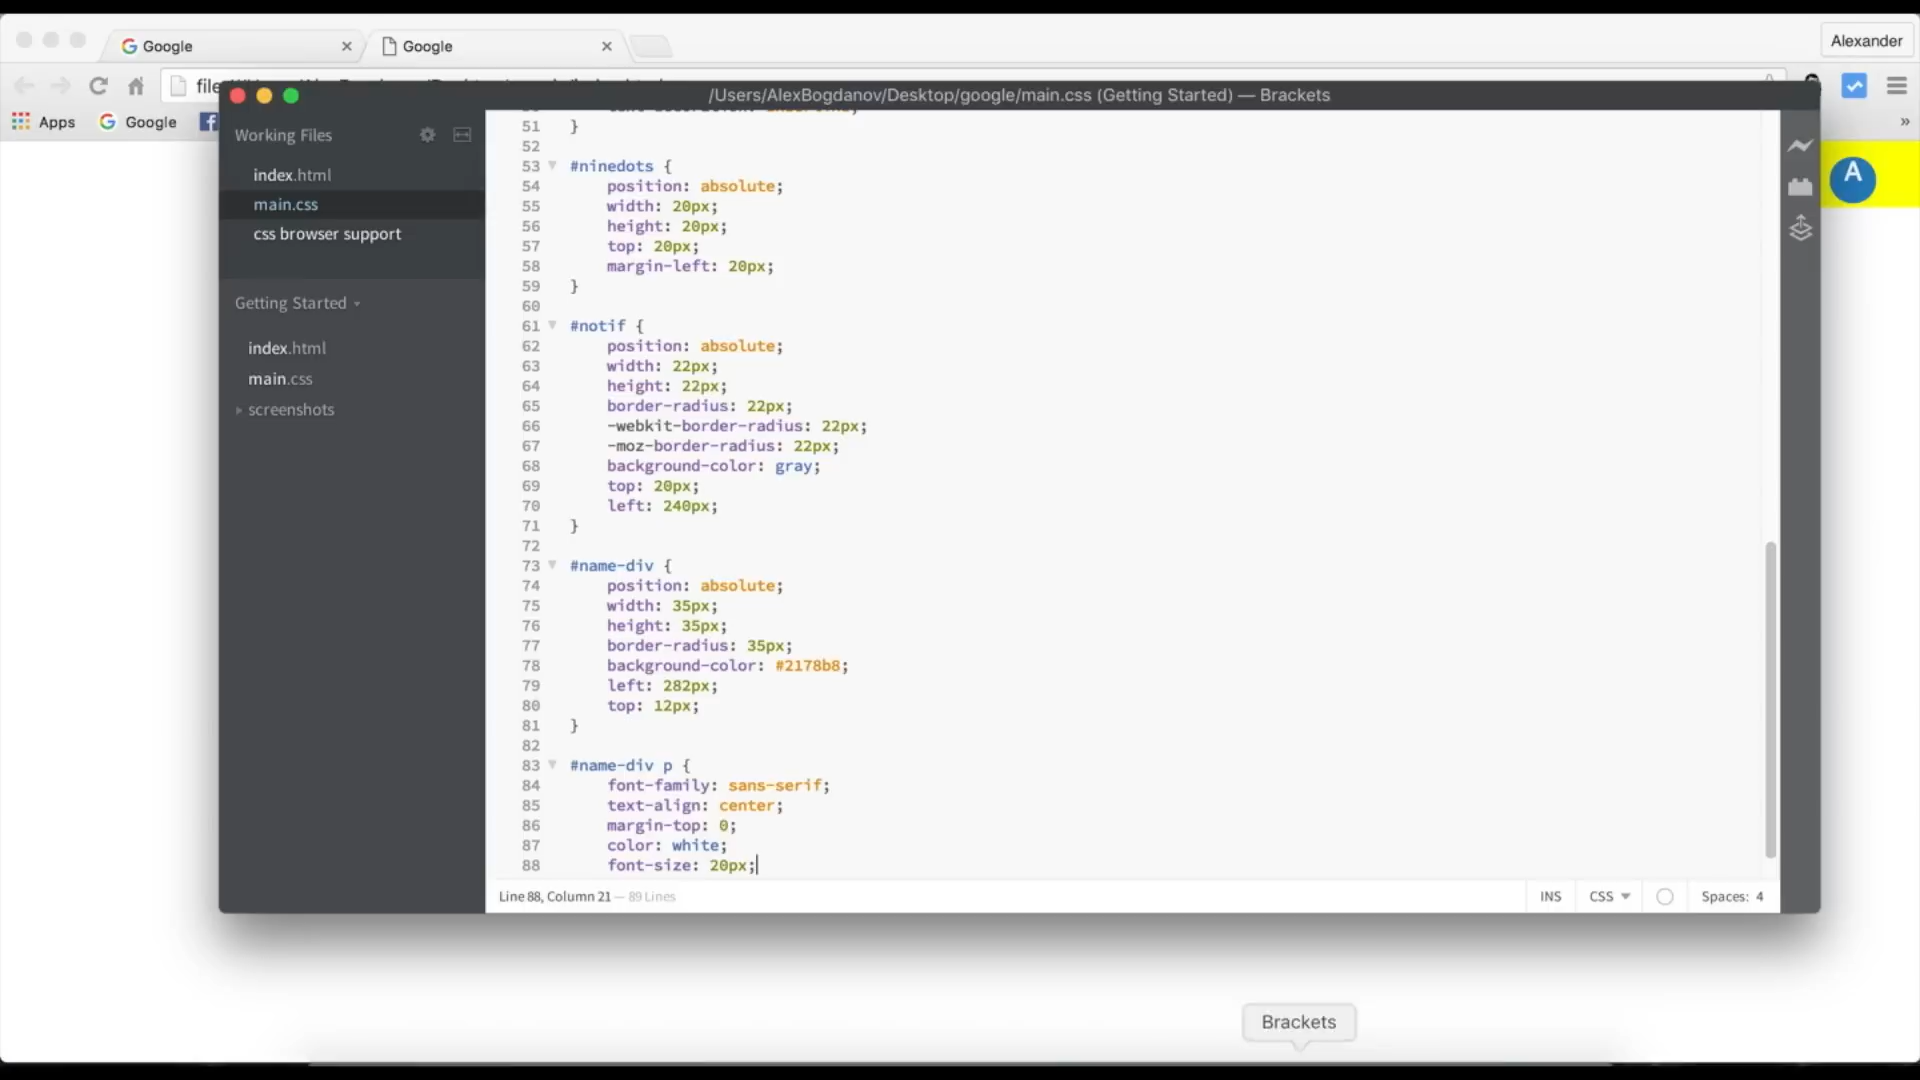 Google
Google
Alexander
file
Apps
Google
»
/Users/AlexBogdanov/Desktop/google/main.css (Getting Started) — Brackets
Working Files
index.html
main.css
css browser support
Getting Started
index.html
main.css
screenshots
51 }
52
53 #ninedots {
54 position: absolute;
55 width: 20px;
56 height: 20px;
57 top: 20px;
58 margin-left: 20px;
59 }
60
61 #notif {
62 position: absolute;
63 width: 22px;
64 height: 22px;
65 border-radius: 22px;
66 -webkit-border-radius: 22px;
67 -moz-border-radius: 22px;
68 background-color: gray;
69 top: 20px;
70 left: 240px;
71 }
72
73 #name-div {
74 position: absolute;
75 width: 35px;
76 height: 35px;
77 border-radius: 35px;
78 background-color: #2178b8;
79 left: 282px;
80 top: 12px;
81 }
82
83 #name-div p {
84 font-family: sans-serif;
85 text-align: center;
86 margin-top: 0;
87 color: white;
88 font-size: 20px;
Line 88, Column 21 — 89 Lines
INS
CSS
Spaces: 4
A
Brackets